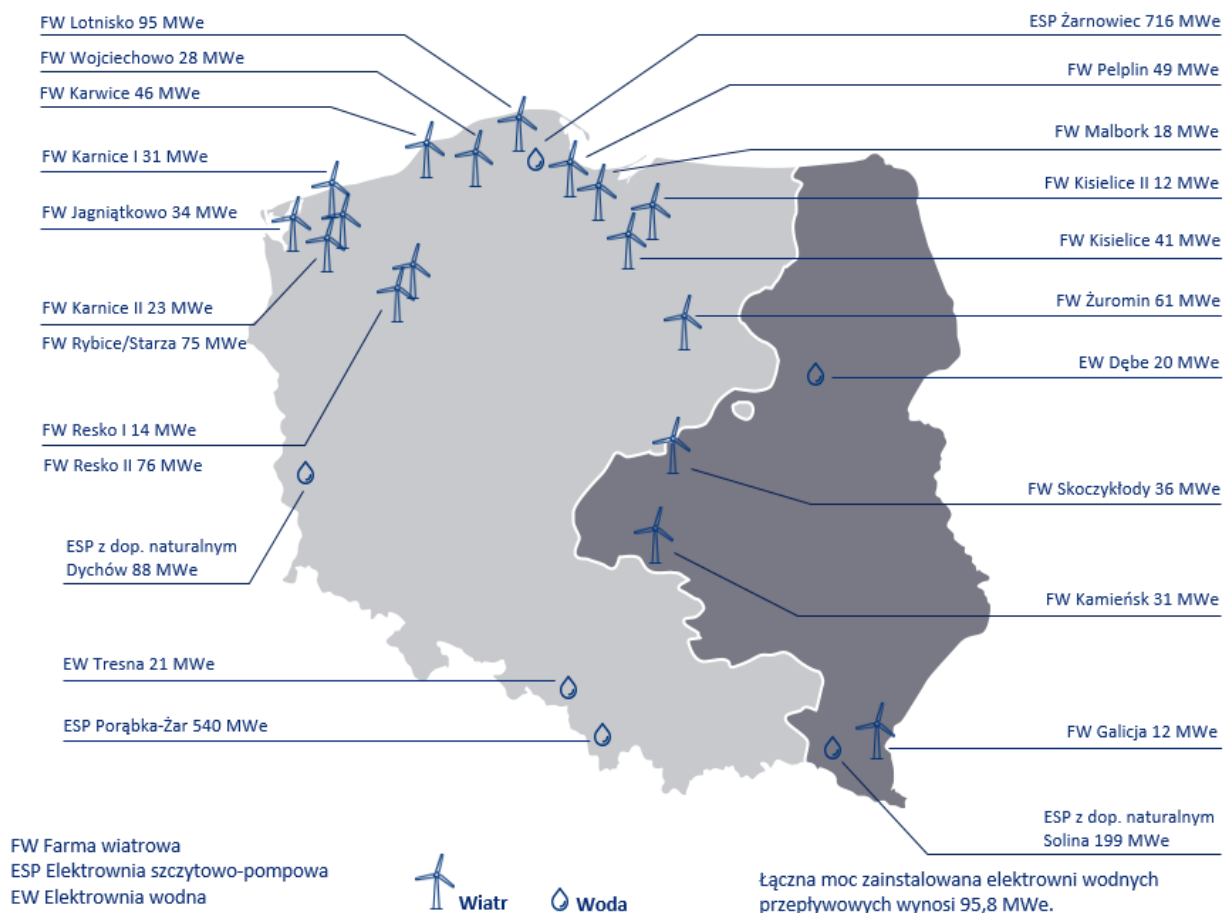 FW Lotnisko 95 MWe
FW Wojciechowo 28 MWe
FW Karwice 46 MWe
FW Karnice I 31 MWe
FW Jagniątkowo 34 MWe
FW Karnice II 23 MWe
FW Rybice/Starza 75 MWe
FW Resko I 14 MWe
FW Resko II 76 MWe
ESP z dop. naturalnym
Dychów 88 MWe
EW Tresna 21 MWe
ESP Porąbka-Żar 540 MWe
ESP Żarnowiec 716 MWe
FW Pelplin 49 MWe
FW Malbork 18 MWe
FW Kisielice II 12 MWe
FW Kisielice 41 MWe
FW Żuromin 61 MWe
EW Dębe 20 MWe
FW Skoczykłody 36 MWe
FW Kamieńsk 31 MWe
FW Galicja 12 MWe
ESP z dop. naturalnym
Solina 199 MWe
FW Farma wiatrowa
ESP Elektrownia szczytowo-pompowa
EW Elektrownia wodna
Wiatr
Woda
Łączna moc zainstalowana elektrowni wodnych
przepływowych wynosi 95,8 MWe.